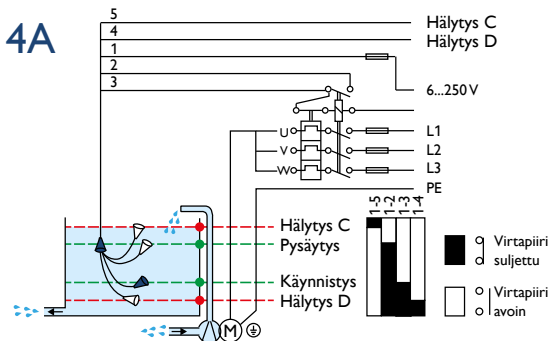 4A
5
Hälytys C
4
Hälytys D
1
2
3
6...250 V
U
L1
V
L2
W
L3
PE
1-5
1-2
1-3
1-4
Hälytys C
Pysäytys
Käynnistys
Hälytys D
Virtapiiri
suljettu
Virtapiiri
avoin
M